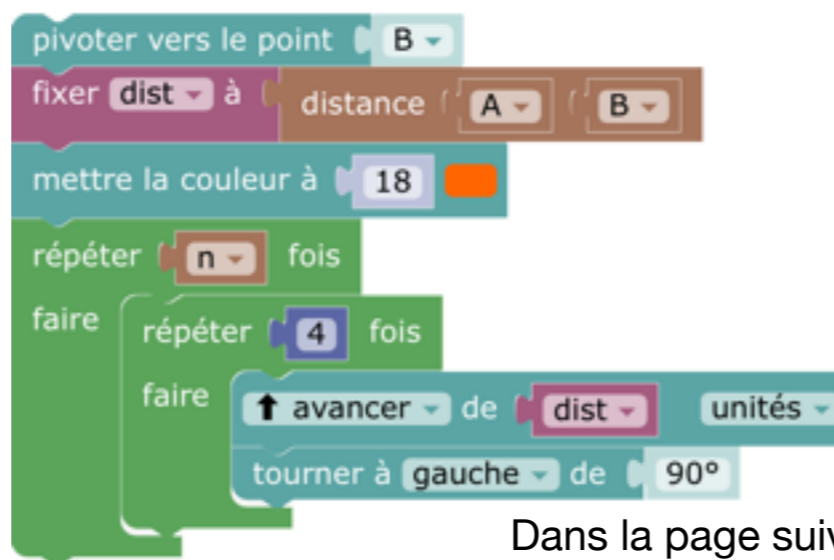 pivoter vers le point B
fixer dist à distance A B
mettre la couleur à 18
répéter n fois
faire répéter 4 fois
faire avancer de dist unités
tourner à gauche de 90°
Dans la page